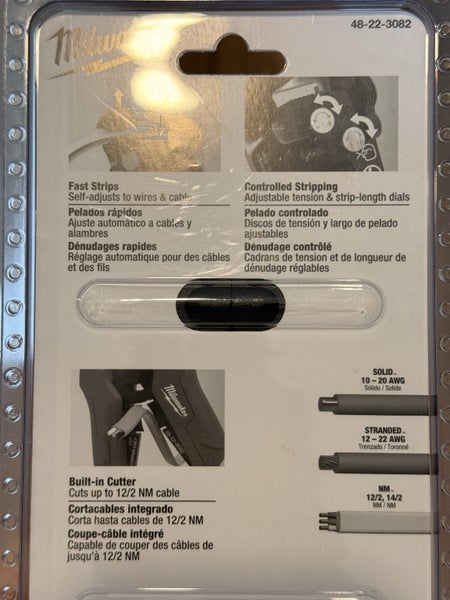 Milwaukee
48-22-3082
Fast Strips
Self-adjusts to wires & cable
Pelados rápidos
Ajuste automático a cables y
alambres
Dénudages rapides
Réglage automatique pour des câbles
et des fils
Controlled Stripping
Adjustable tension & strip-length dials
Pelado controlado
Discos de tensión y largo de pelado
ajustables
Dénudage contrôlé
Cadrans de tension et de longueur de
dénudage réglables
Milwaukee
Built-in Cutter
Cuts up to 12/2 NM cable
Cortacables integrado
Corta hasta cables de 12/2 NM
Coupe-câble intégré
Capable de couper des câbles de
jusqu'à 12/2 NM
SOLID
10 – 20 AWG
Sólido / Solide
STRANDED
12 – 22 AWG
Trenzado / Toronné
NM
12/2, 14/2
NM / NM